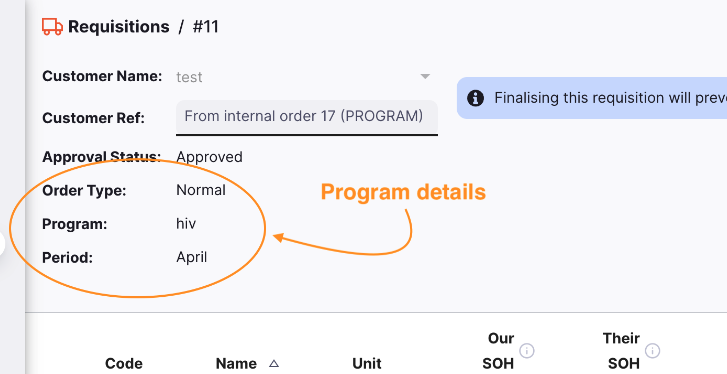 Requisitions / #11
Customer Name: test
Finalising this requisition will preve
Customer Ref: From internal order 17 (PROGRAM)
Approval Status: Approved
Order Type: Normal
Program details
Program: hiv
Period: April
Our Their
Code Name Unit SOH SOH